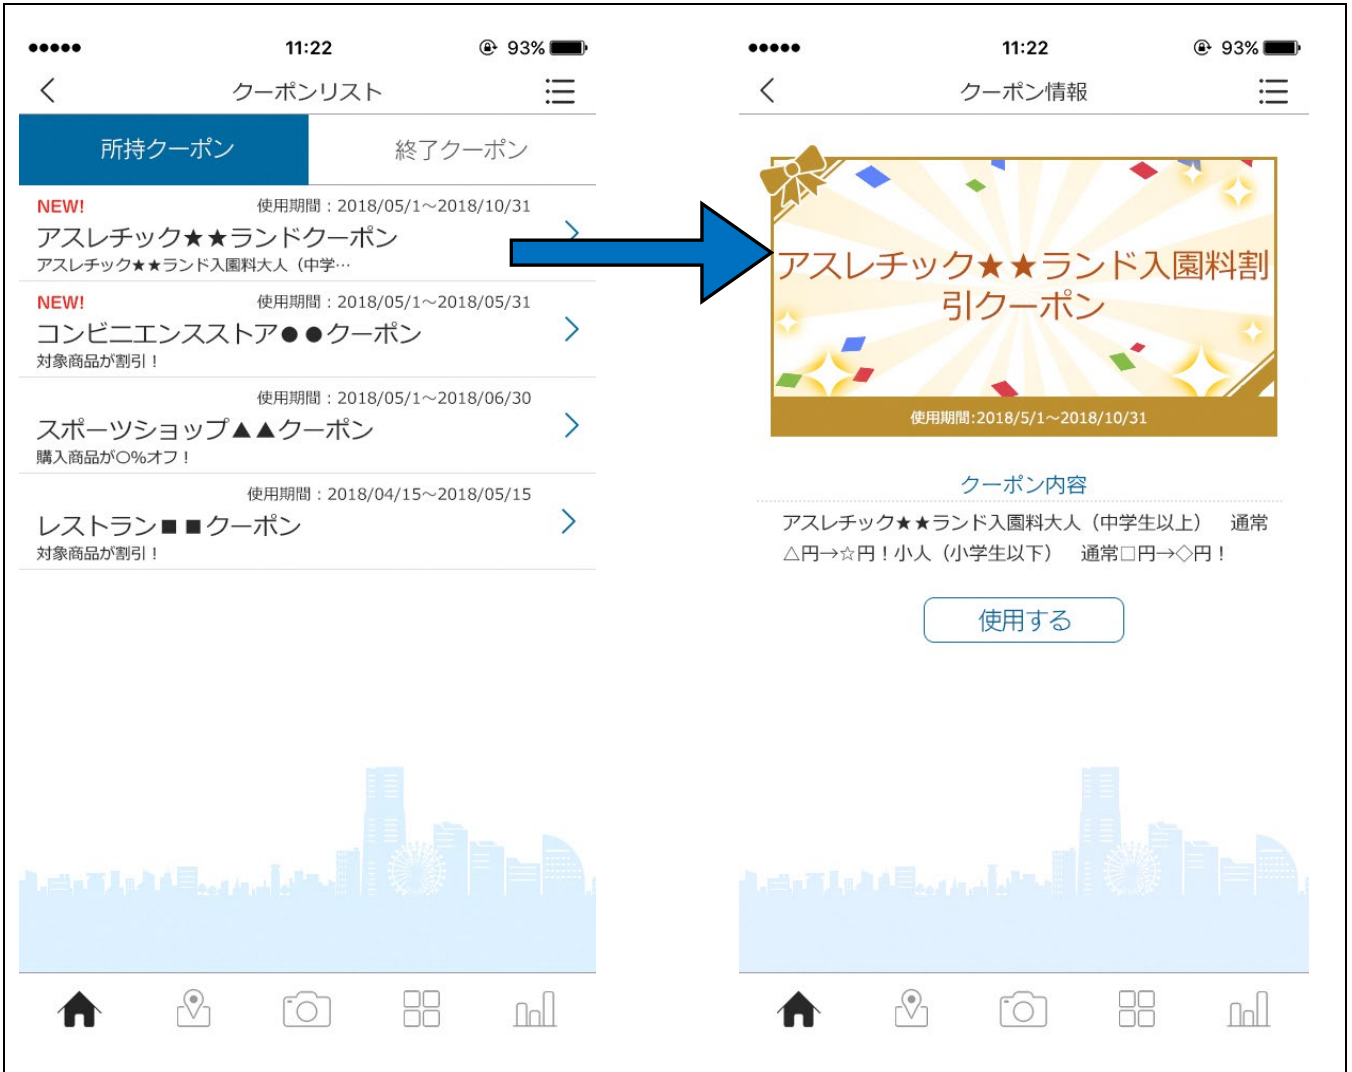 11:22
93%
クーポンリスト
所持クーポン
終了クーポン
NEW!
使用期間：2018/05/1～2018/10/31
アスレチック★★ランドクーポン
アスレチック★★ランド入園料大人（中学…
NEW!
使用期間：2018/05/1～2018/05/31
コンビニエンスストア●●クーポン
対象商品が割引！
使用期間：2018/05/1～2018/06/30
スポーツショップ▲▲クーポン
購入商品が○%オフ！
使用期間：2018/04/15～2018/05/15
レストラン■■クーポン
対象商品が割引！
11:22
93%
クーポン情報
アスレチック★★ランド入園料割
引クーポン
使用期間:2018/5/1～2018/10/31
クーポン内容
アスレチック★★ランド入園料大人（中学生以上）　通常
△円→☆円！小人（小学生以下）　通常□円→◇円！
使用する